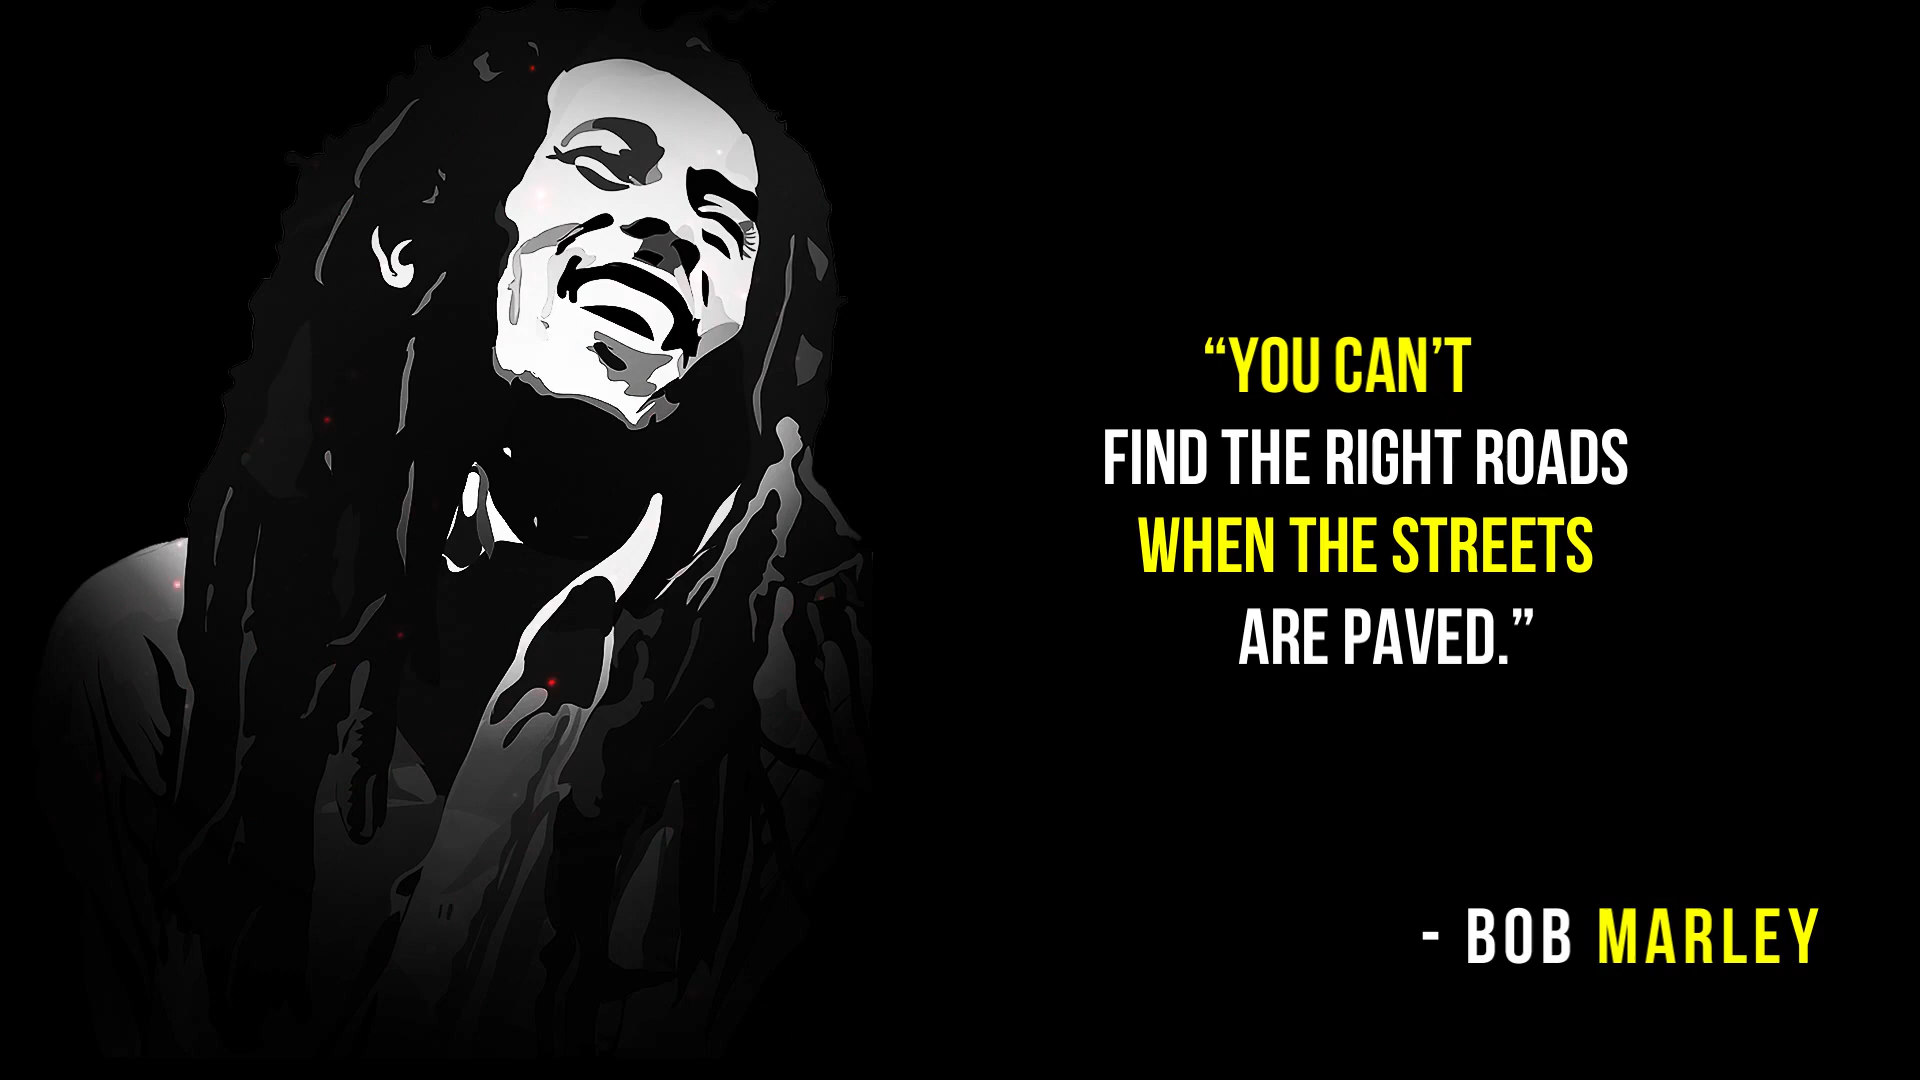 “YOU CAN’T
FIND THE RIGHT ROADS
WHEN THE STREETS
ARE PAVED.”
- BOB MARLEY